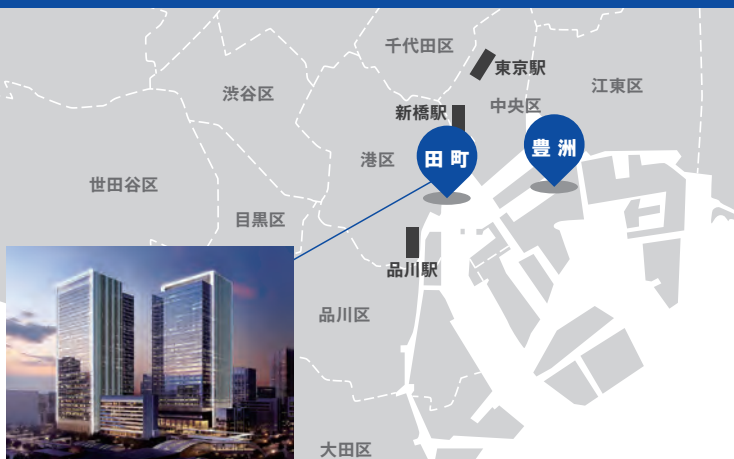 千代田区
東京駅
江東区
渋谷区
中央区
新橋駅
港区
田町
豊洲
世田谷区
目黒区
品川駅
品川区
大田区